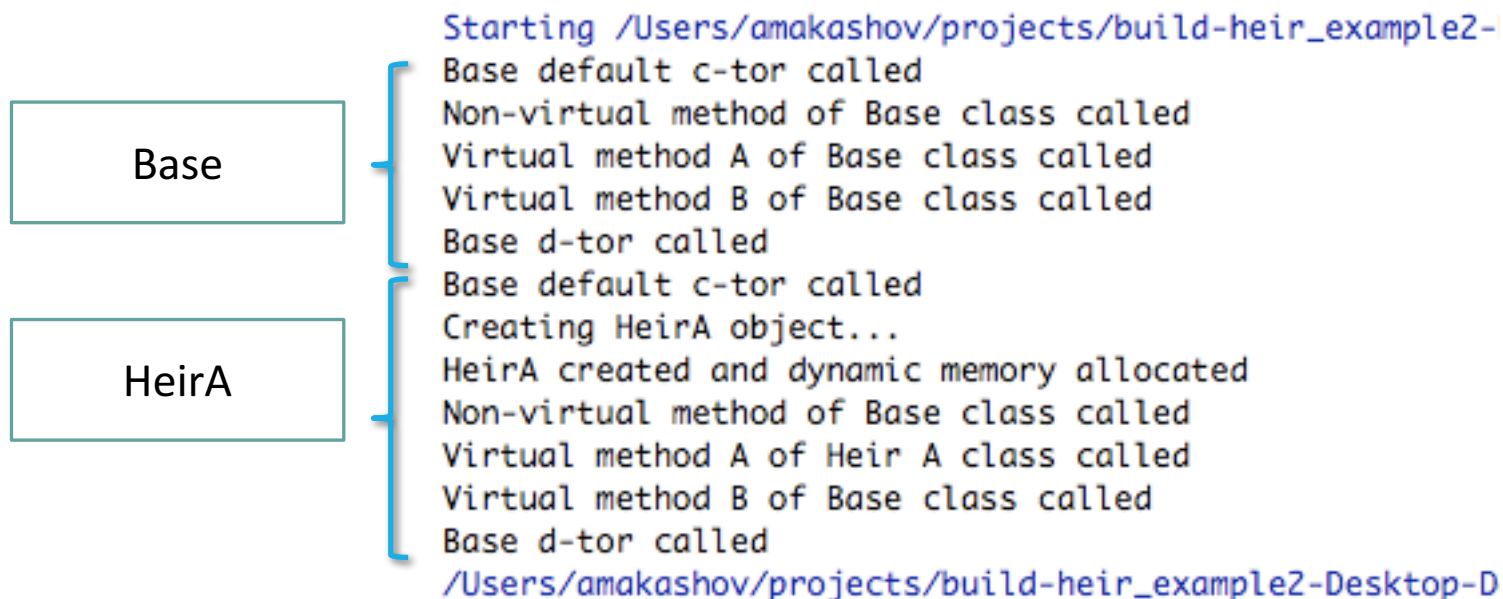 Starting /Users/amakashov/projects/build-heir_example2-
Base default c-tor called
Non-virtual method of Base class called
Virtual method A of Base class called
Virtual method B of Base class called
Base d-tor called
Base default c-tor called
Creating HeirA object...
HeirA created and dynamic memory allocated
Non-virtual method of Base class called
Virtual method A of Heir A class called
Virtual method B of Base class called
Base d-tor called
/Users/amakashov/projects/build-heir_example2-Desktop-D
Base
HeirA